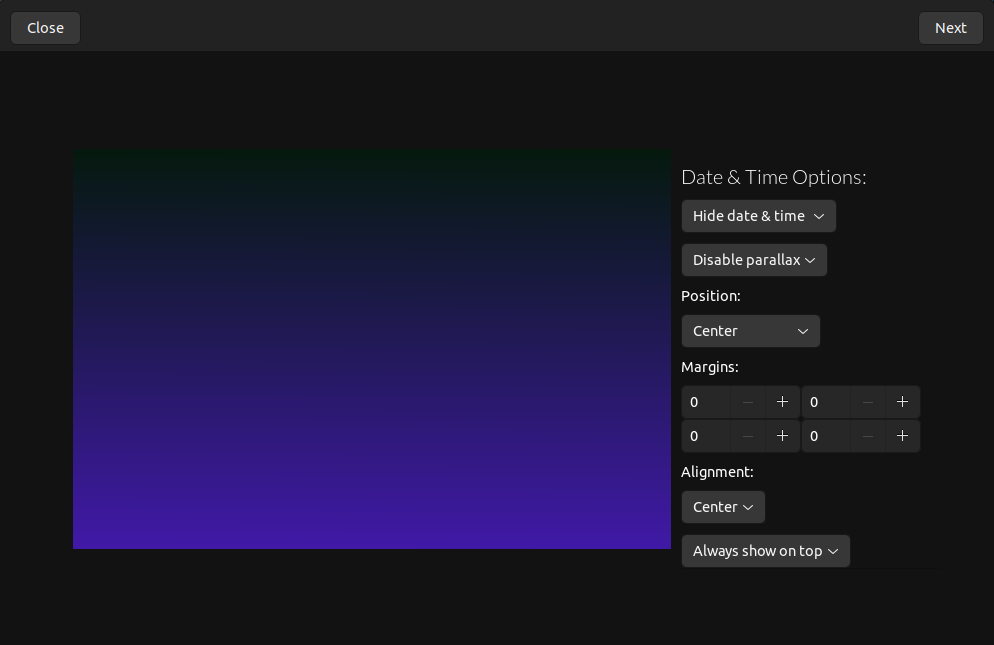 Close
Next
Date & Time Options:
Hide date & time
Disable parallax
Position:
Center
Margins:
0 − + 0 − +
0 − + 0 − +
Alignment:
Center
Always show on top